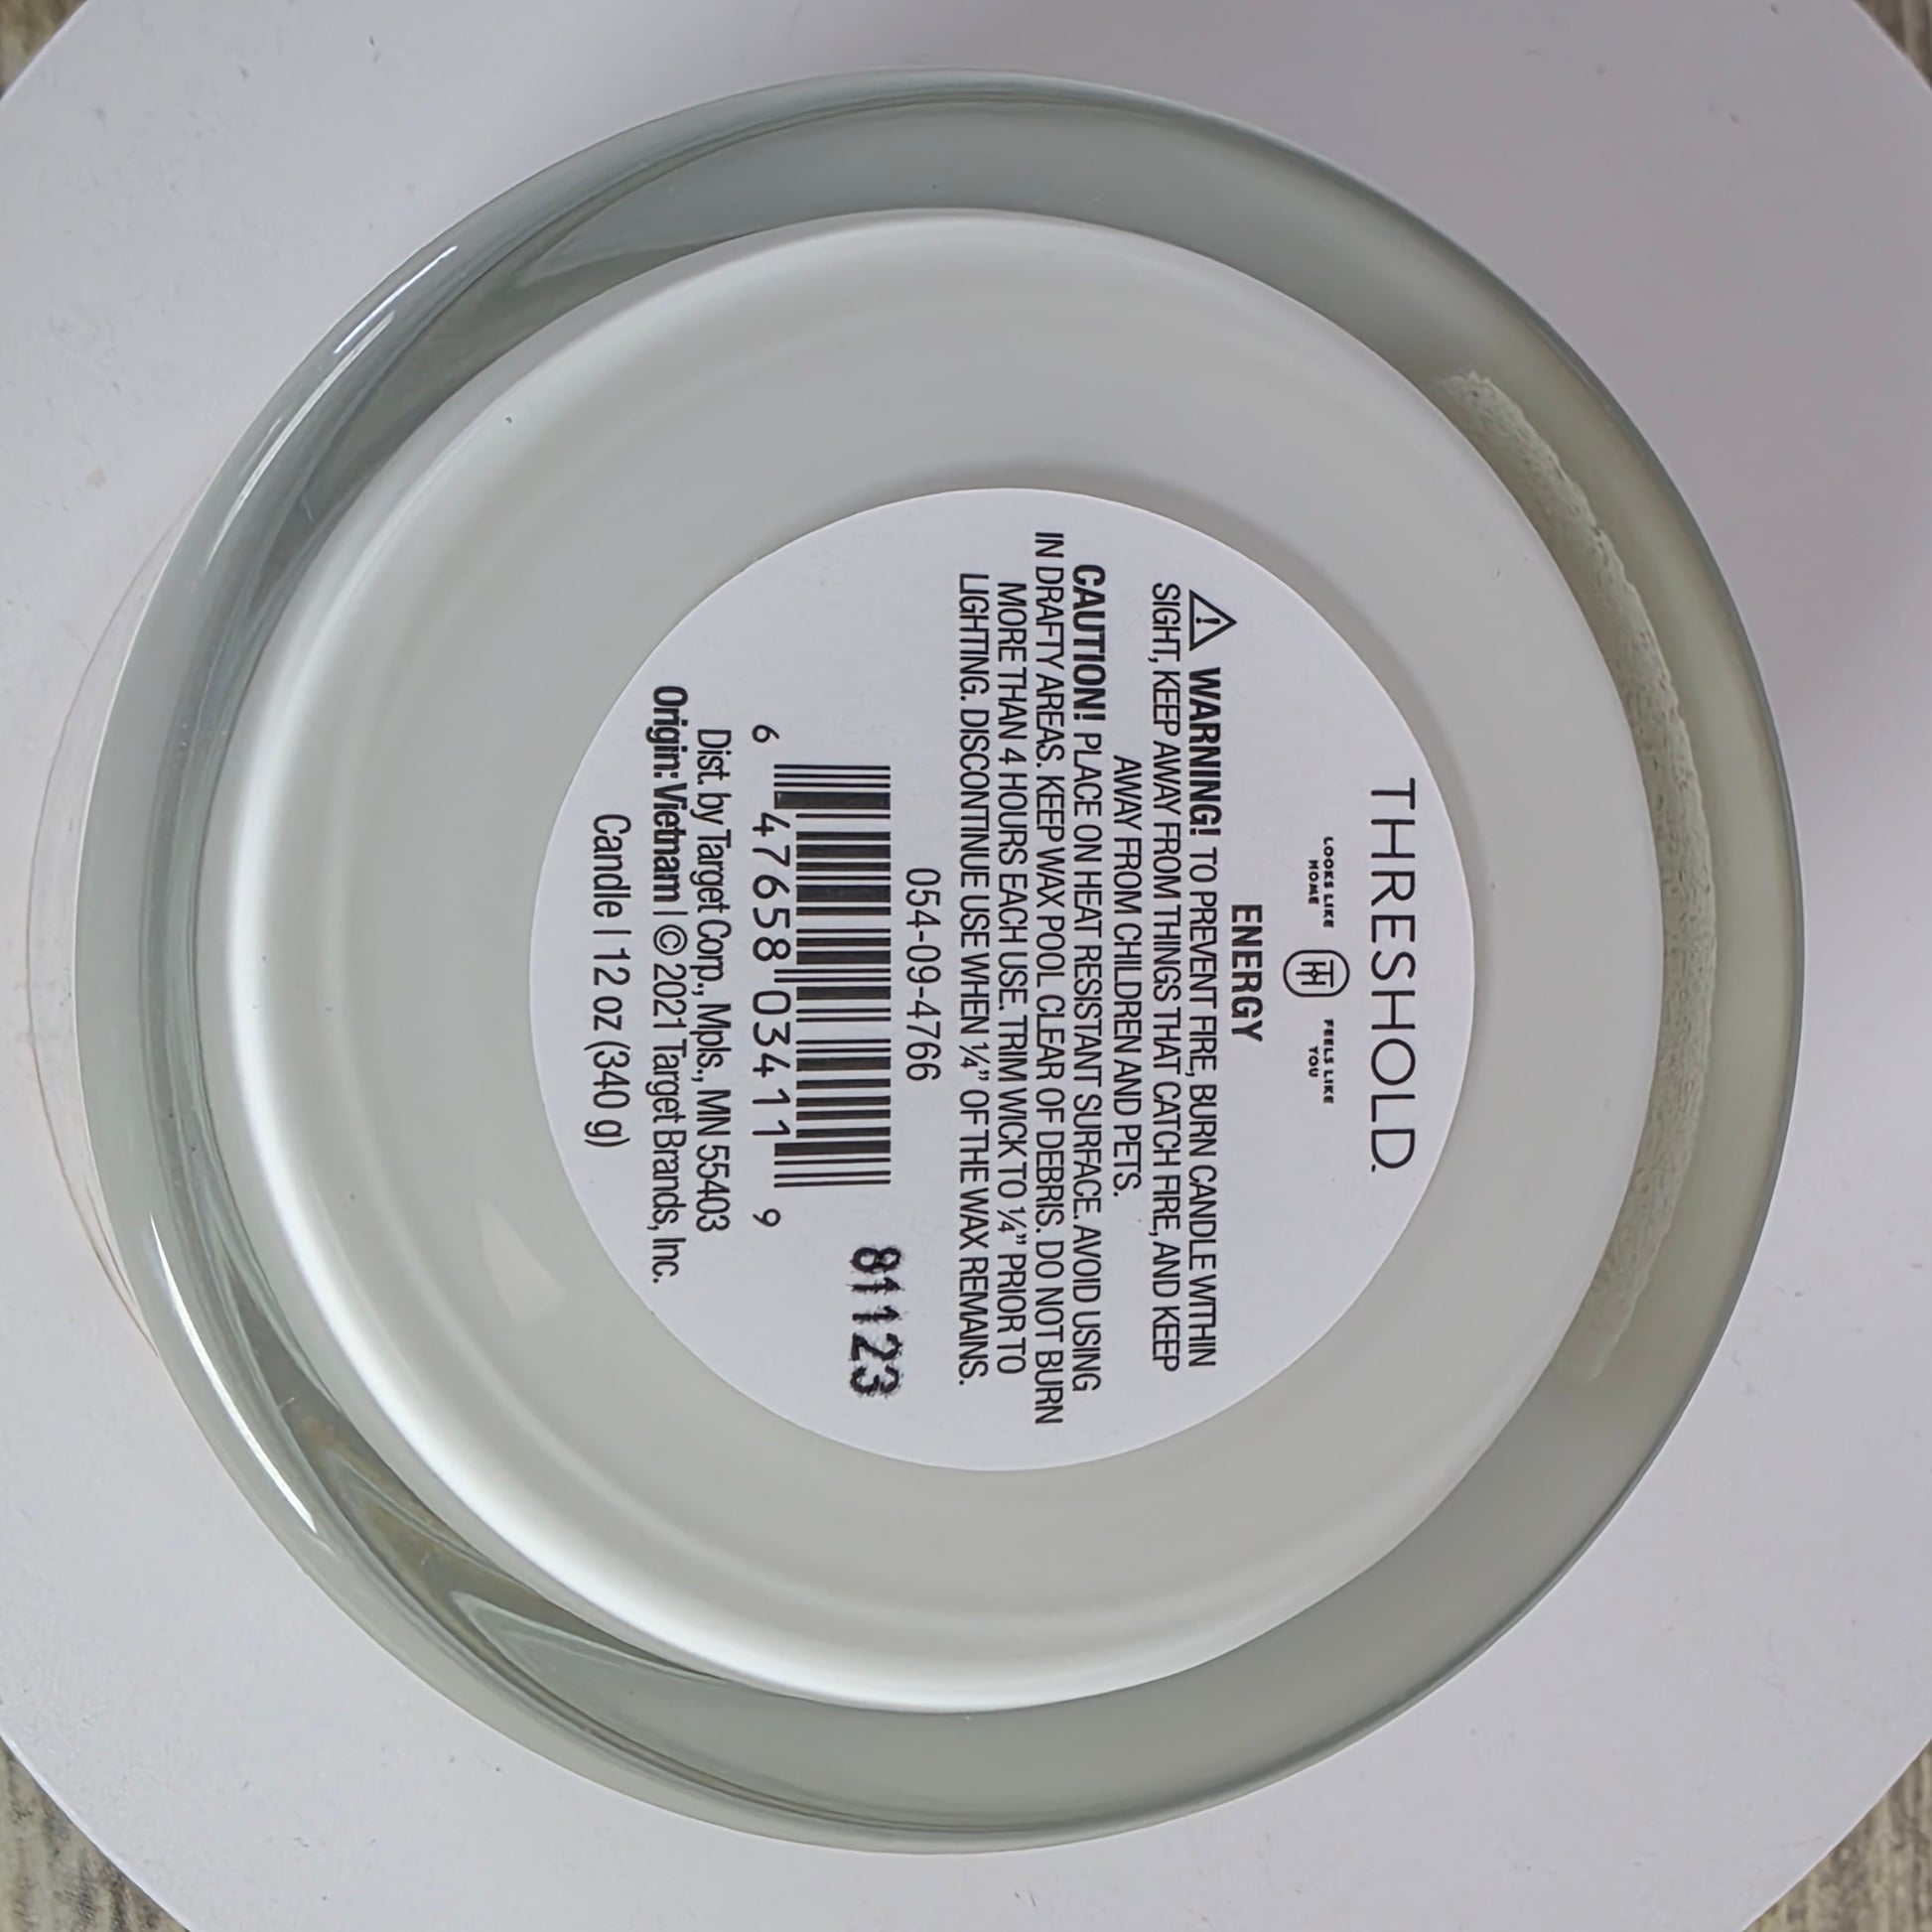 THRESHOLD.
LOOKS LIKE
HOME
FEELS LIKE
YOU
ENERGY
WARNING! TO PREVENT FIRE, BURN CANDLE WITHIN
SIGHT, KEEP AWAY FROM THINGS THAT CATCH FIRE, AND KEEP
AWAY FROM CHILDREN AND PETS.
CAUTION! PLACE ON HEAT RESISTANT SURFACE. AVOID USING
IN DRAFTY AREAS. KEEP WAX POOL CLEAR OF DEBRIS. DO NOT BURN
MORE THAN 4 HOURS EACH USE. TRIM WICK TO ¼” PRIOR TO
LIGHTING. DISCONTINUE USE WHEN ¼” OF THE WAX REMAINS.
054-09-4766
81123
6 47658 03411 9
Dist. by Target Corp., Mpls., MN 55403
Origin: Vietnam | © 2021 Target Brands, Inc.
Candle | 12 oz (340 g)